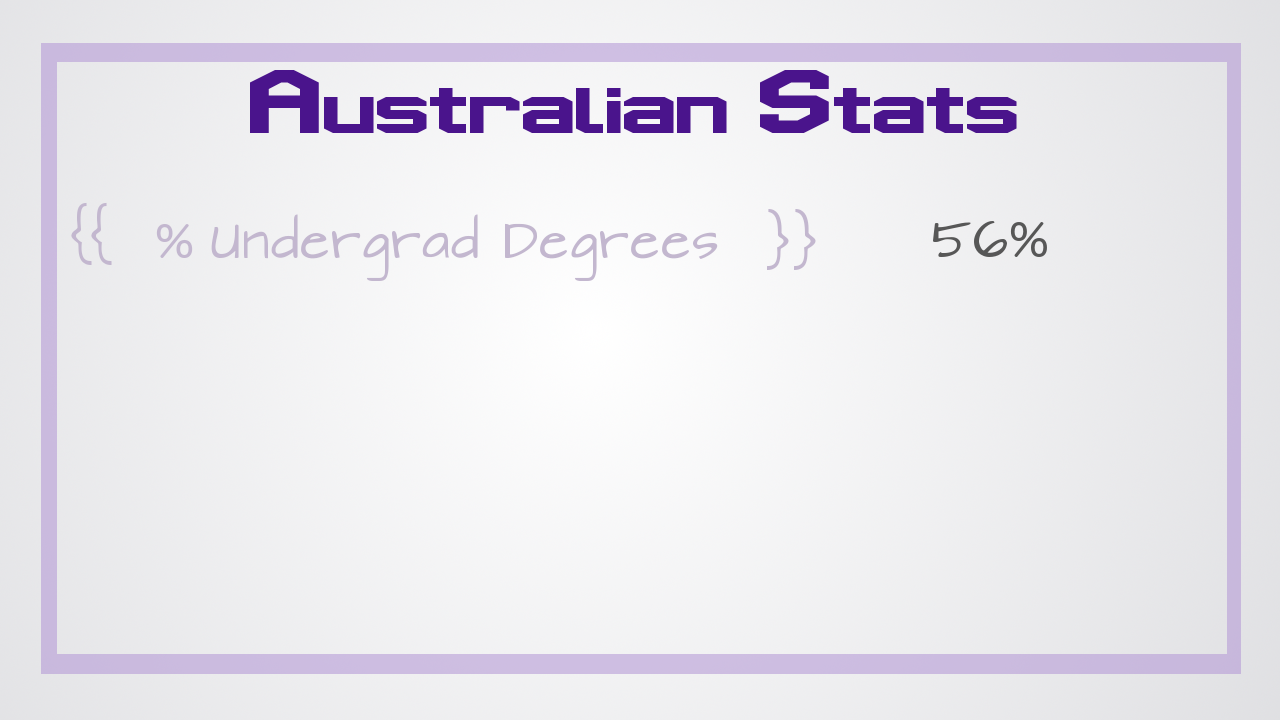 Australian Stats
{{ % Undergrad Degrees }} 56%